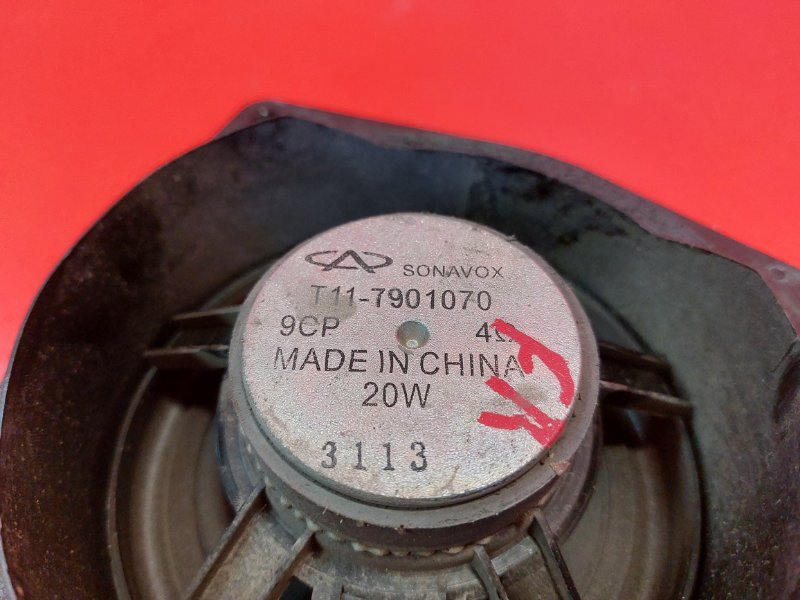 SONAVOX
T11-7901070
9CP 4Ω
MADE IN CHINA
20W
3113